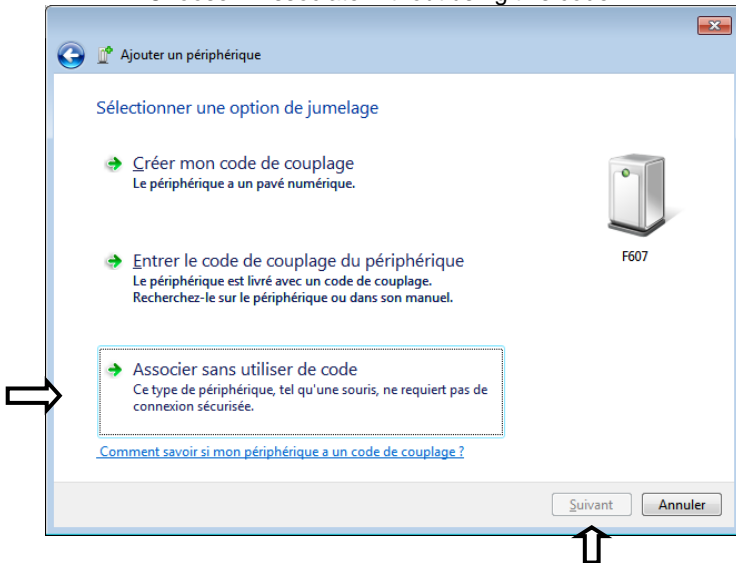 Ajouter un périphérique
Sélectionner une option de jumelage
Créer mon code de couplage
Le périphérique a un pavé numérique.
Entrer le code de couplage du périphérique
Le périphérique est livré avec un code de couplage.
Recherchez-le sur le périphérique ou dans son manuel.
F607
Associer sans utiliser de code
Ce type de périphérique, tel qu'une souris, ne requiert pas de
connexion sécurisée.
Comment savoir si mon périphérique a un code de couplage ?
Suivant
Annuler